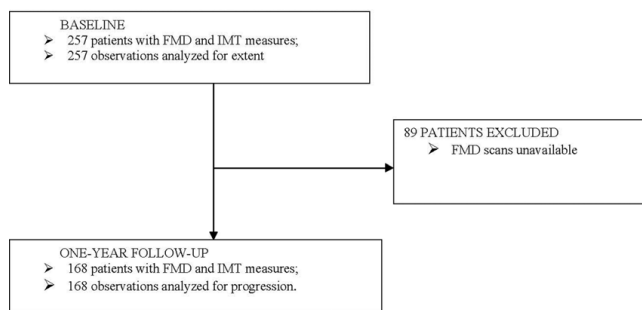 BASELINE
➤ 257 patients with FMD and IMT measures;
➤ 257 observations analyzed for extent
89 PATIENTS EXCLUDED
➤ FMD scans unavailable
ONE-YEAR FOLLOW-UP
➤ 168 patients with FMD and IMT measures;
➤ 168 observations analyzed for progression.